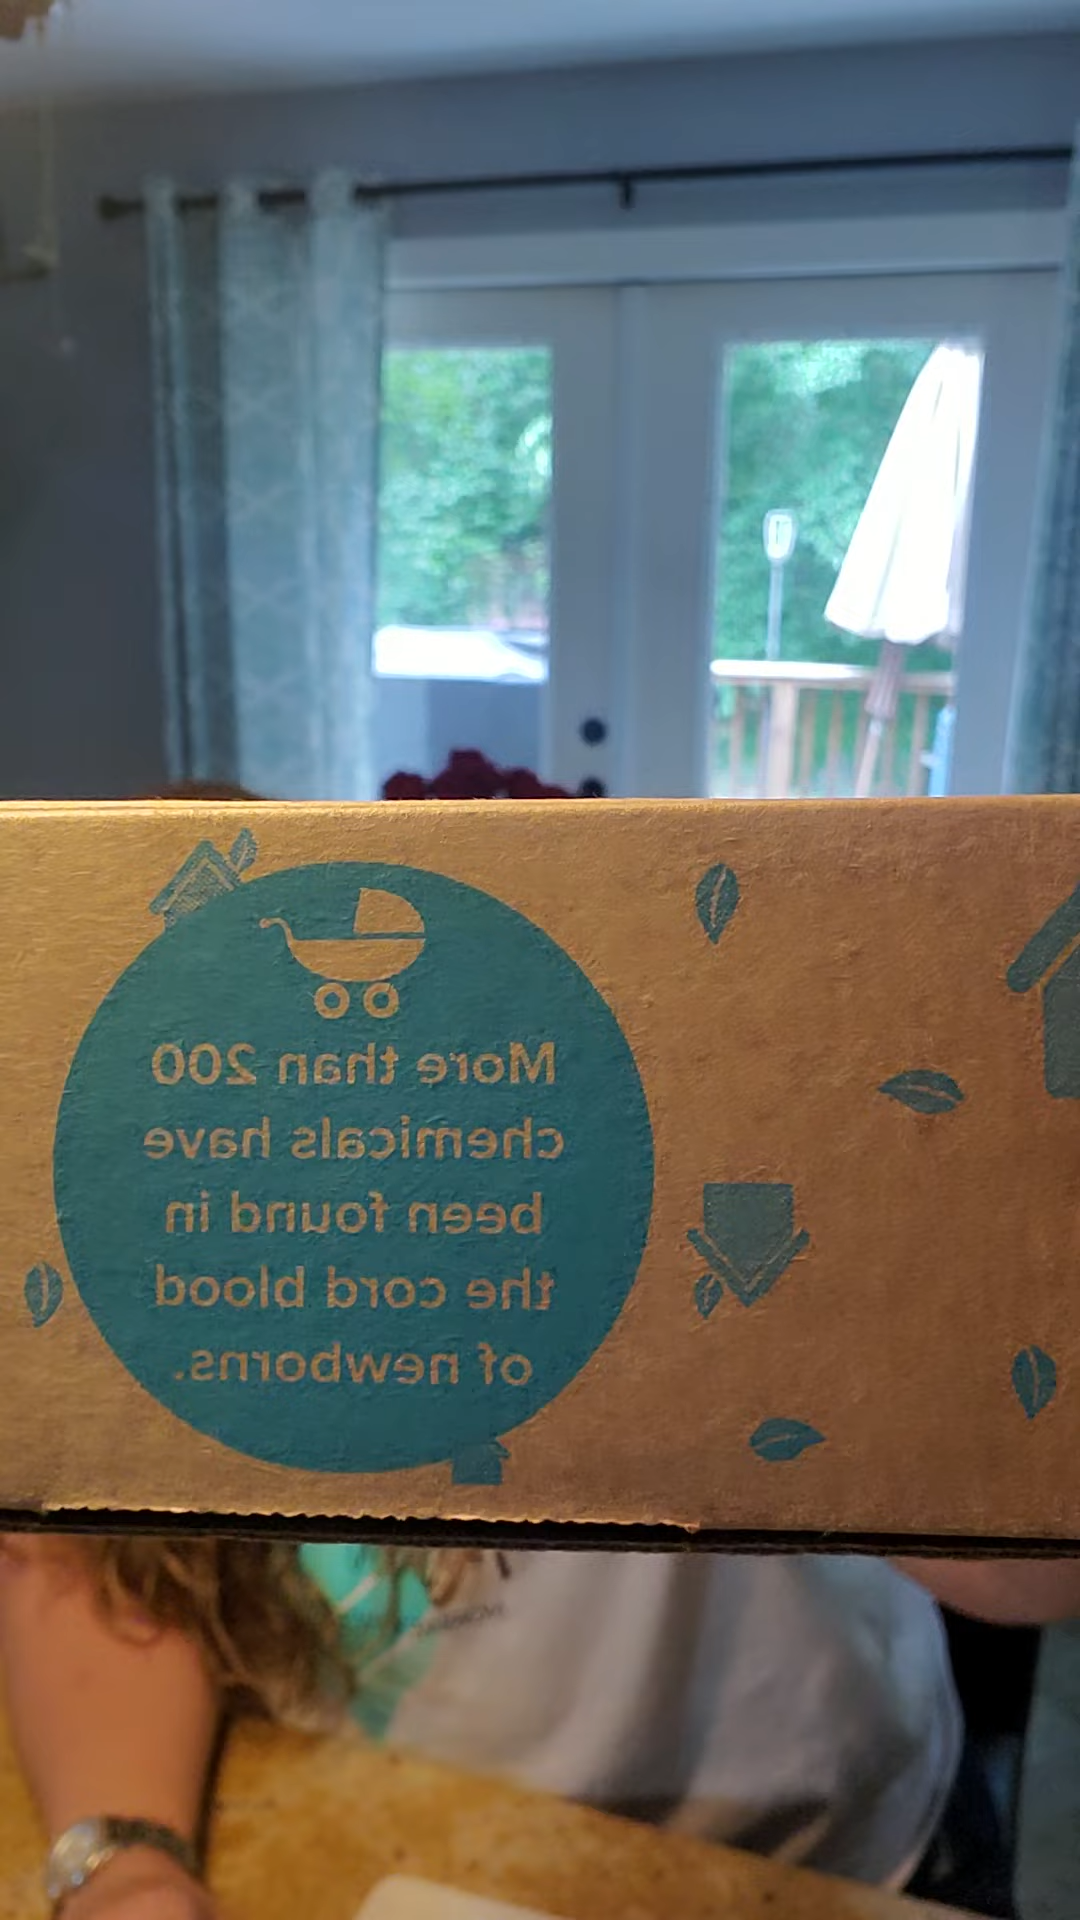 More than 200
chemicals have
been found in
the cord blood
of newborns.